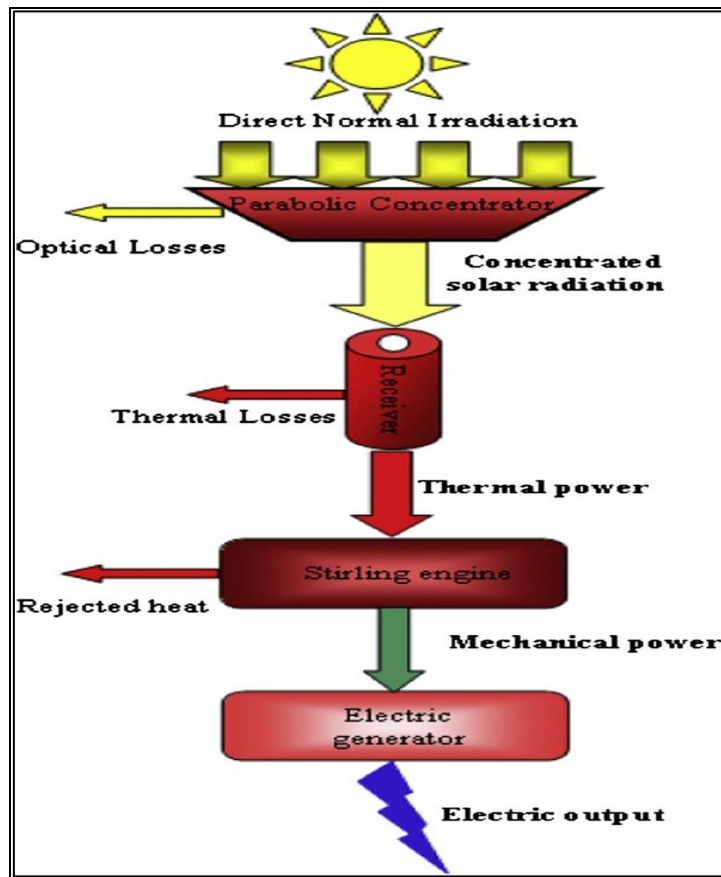 Direct Normal Irradiation
Parabolic Concentrator
Optical Losses
Concentrated
solar radiation
Receiver
Thermal Losses
Thermal power
Stirling engine
Rejected heat
Mechanical power
Electric
generator
Electric output